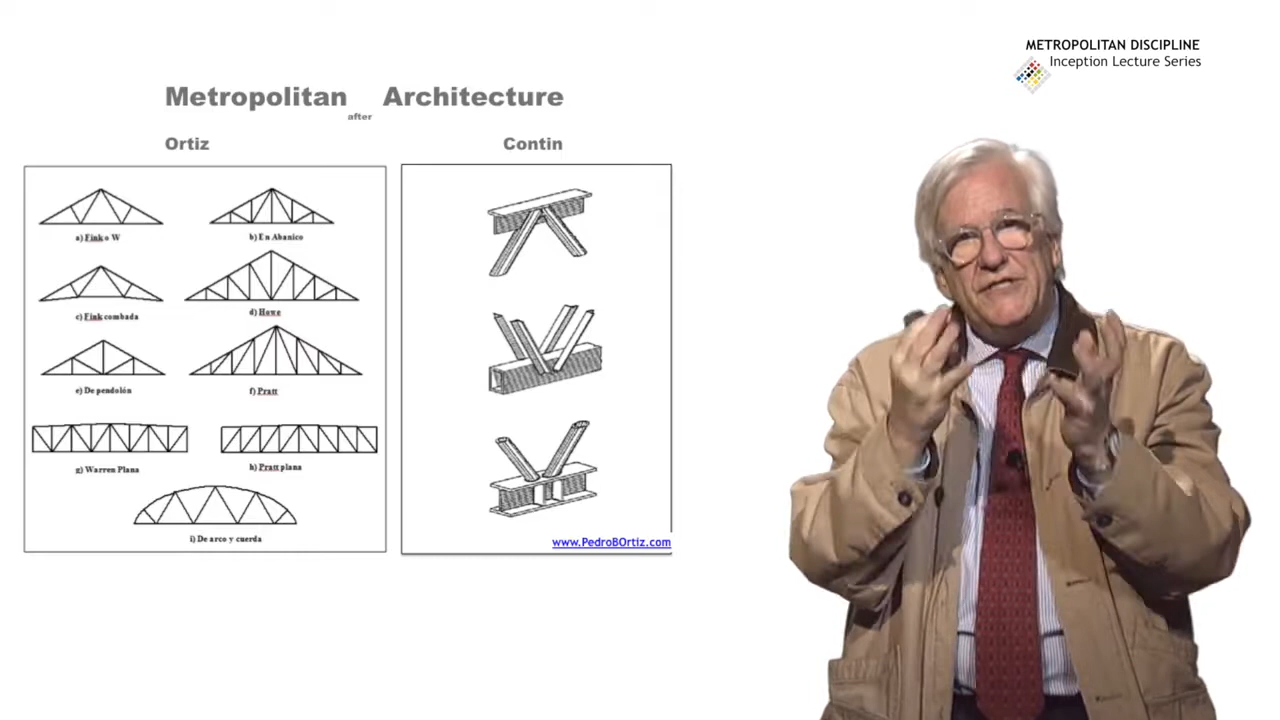 METROPOLITAN DISCIPLINE
Inception Lecture Series
Metropolitan after Architecture
Ortiz
Contin
a) Fink o W
b) En Abanico
c) Fink combada
d) Howe
e) De pendolón
f) Pratt
g) Warren Plana
h) Pratt plana
i) De arco y cuerda
www.PedroBOrtiz.com